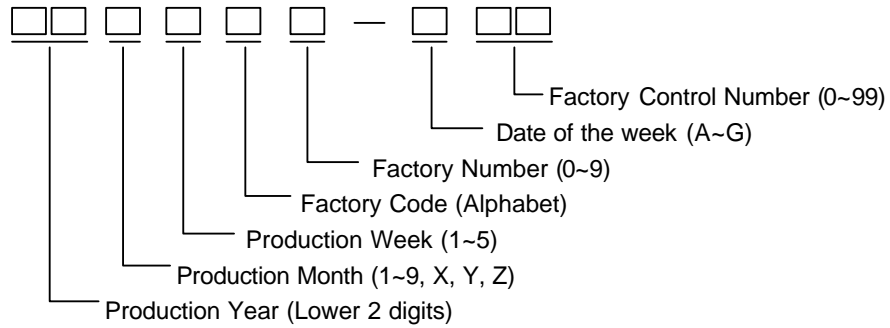 Factory Control Number (0~99)
Date of the week (A~G)
Factory Number (0~9)
Factory Code (Alphabet)
Production Week (1~5)
Production Month (1~9, X, Y, Z)
Production Year (Lower 2 digits)